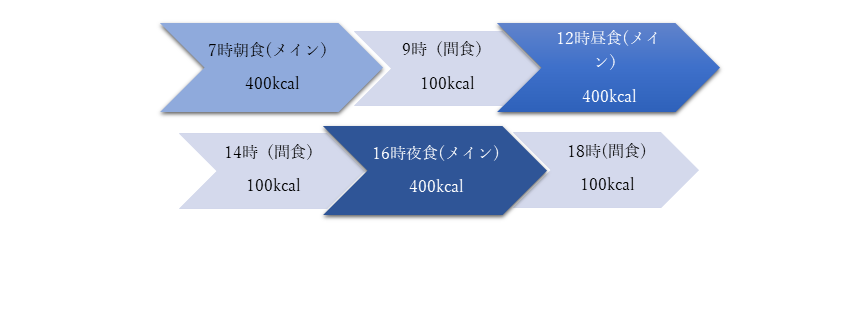 7時朝食(メイン)
400kcal
9時（間食）
100kcal
12時昼食(メイ
ン）
400kcal
14時（間食）
100kcal
16時夜食(メイン)
400kcal
18時(間食）
100kcal